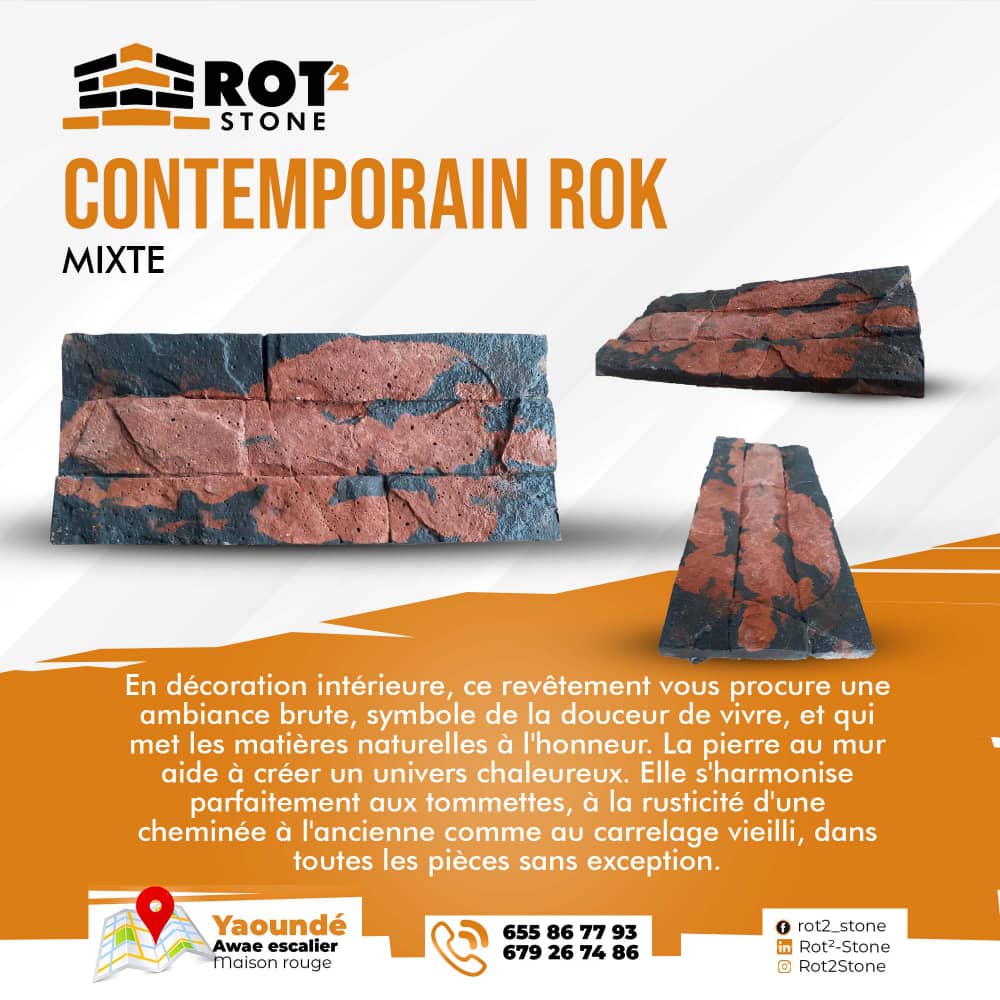 ROT²
STONE
CONTEMPORAIN ROK
MIXTE
En décoration intérieure, ce revêtement vous procure une
ambiance brute, symbole de la douceur de vivre, et qui
met les matières naturelles à l'honneur. La pierre au mur
aide à créer un univers chaleureux. Elle s'harmonise
parfaitement aux tommettes, à la rusticité d'une
cheminée à l'ancienne comme au carrelage vieilli, dans
toutes les pièces sans exception.
Yaoundé
Awae escalier
Maison rouge
655 86 77 93
679 26 74 86
rot2_stone
Rot²-Stone
Rot2Stone